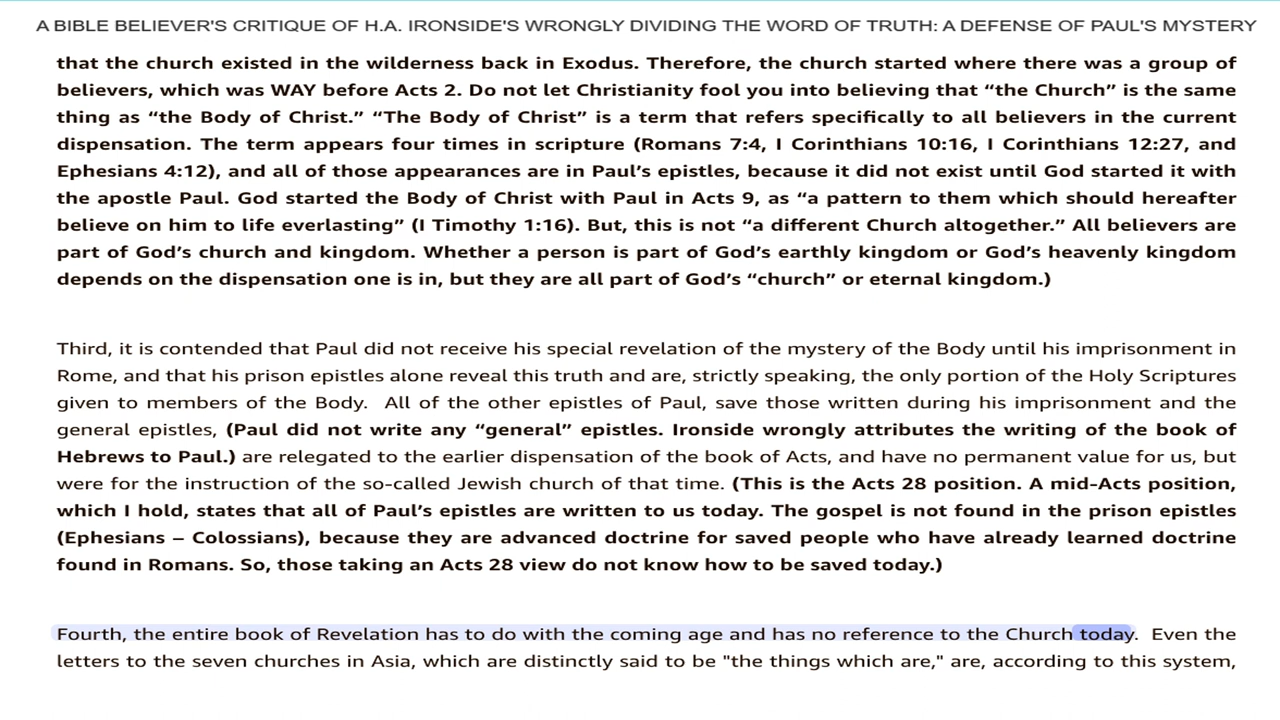 A BIBLE BELIEVER'S CRITIQUE OF H.A. IRONSIDE'S WRONGLY DIVIDING THE WORD OF TRUTH: A DEFENSE OF PAUL'S MYSTERY
that the church existed in the wilderness back in Exodus. Therefore, the church started where there was a group of
believers, which was WAY before Acts 2. Do not let Christianity fool you into believing that “the Church” is the same
thing as “the Body of Christ.” “The Body of Christ” is a term that refers specifically to all believers in the current
dispensation. The term appears four times in scripture (Romans 7:4, I Corinthians 10:16, I Corinthians 12:27, and
Ephesians 4:12), and all of those appearances are in Paul’s epistles, because it did not exist until God started it with
the apostle Paul. God started the Body of Christ with Paul in Acts 9, as “a pattern to them which should hereafter
believe on him to life everlasting” (I Timothy 1:16). But, this is not “a different Church altogether.” All believers are
part of God’s church and kingdom. Whether a person is part of God’s earthly kingdom or God’s heavenly kingdom
depends on the dispensation one is in, but they are all part of God’s “church” or eternal kingdom.)
Third, it is contended that Paul did not receive his special revelation of the mystery of the Body until his imprisonment in
Rome, and that his prison epistles alone reveal this truth and are, strictly speaking, the only portion of the Holy Scriptures
given to members of the Body. All of the other epistles of Paul, save those written during his imprisonment and the
general epistles, (Paul did not write any “general” epistles. Ironside wrongly attributes the writing of the book of
Hebrews to Paul.) are relegated to the earlier dispensation of the book of Acts, and have no permanent value for us, but
were for the instruction of the so-called Jewish church of that time. (This is the Acts 28 position. A mid-Acts position,
which I hold, states that all of Paul’s epistles are written to us today. The gospel is not found in the prison epistles
(Ephesians – Colossians), because they are advanced doctrine for saved people who have already learned doctrine
found in Romans. So, those taking an Acts 28 view do not know how to be saved today.)
Fourth, the entire book of Revelation has to do with the coming age and has no reference to the Church today. Even the
letters to the seven churches in Asia, which are distinctly said to be "the things which are," are, according to this system,